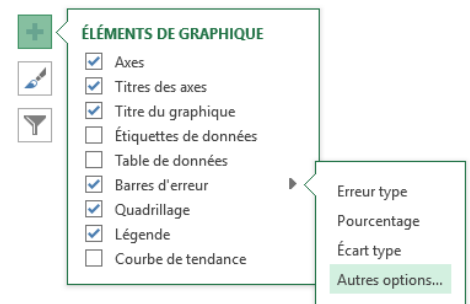 ÉLÉMENTS DE GRAPHIQUE
Axes
Titres des axes
Titre du graphique
Étiquettes de données
Table de données
Barres d'erreur
Quadrillage
Légende
Courbe de tendance
Erreur type
Pourcentage
Écart type
Autres options...